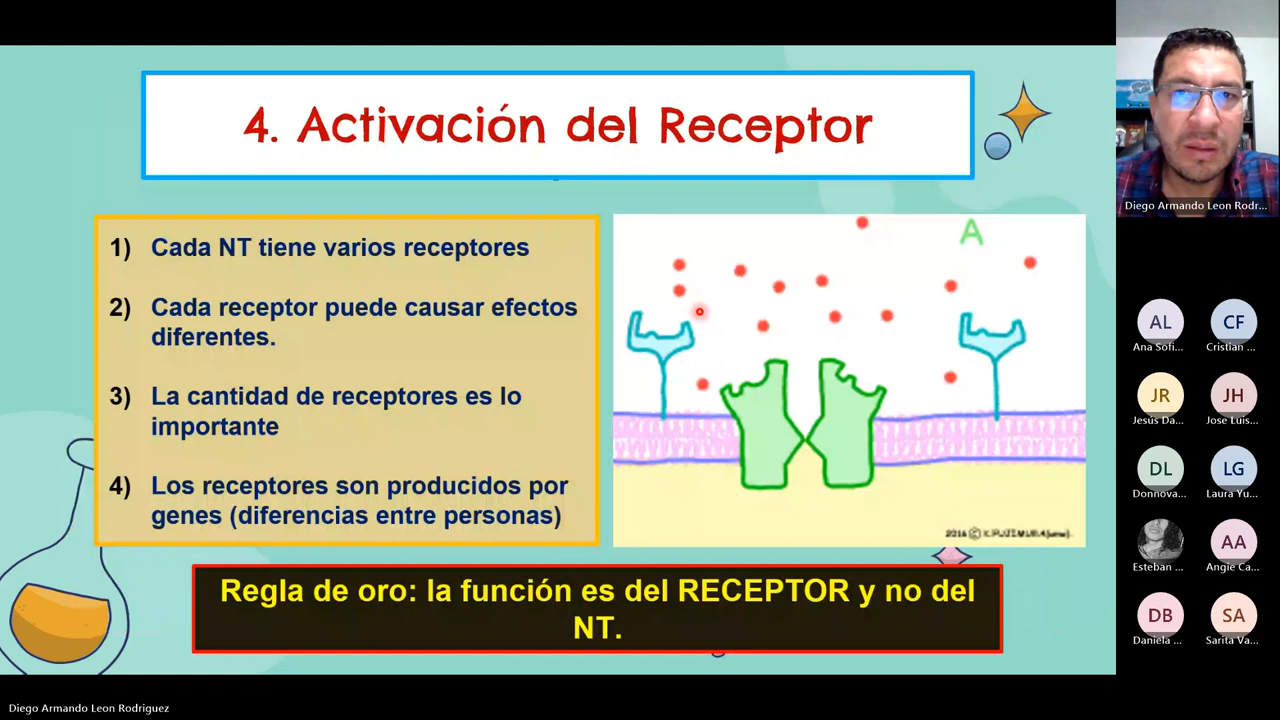 4. Activación del Receptor
1) Cada NT tiene varios receptores
2) Cada receptor puede causar efectos
diferentes.
3) La cantidad de receptores es lo
importante
4) Los receptores son producidos por
genes (diferencias entre personas)
A
2016 © K.FUJIMURA
Regla de oro: la función es del RECEPTOR y no del
NT.
Diego Armando Leon Rodr...
AL
Ana Sofi...
CF
Cristian ...
JR
Jesús Da...
JH
Jose Luis...
DL
Donnova...
LG
Laura Yu...
Esteban ...
AA
Angie Ca...
DB
Daniela ...
SA
Sarita Va...
Diego Armando Leon Rodriguez